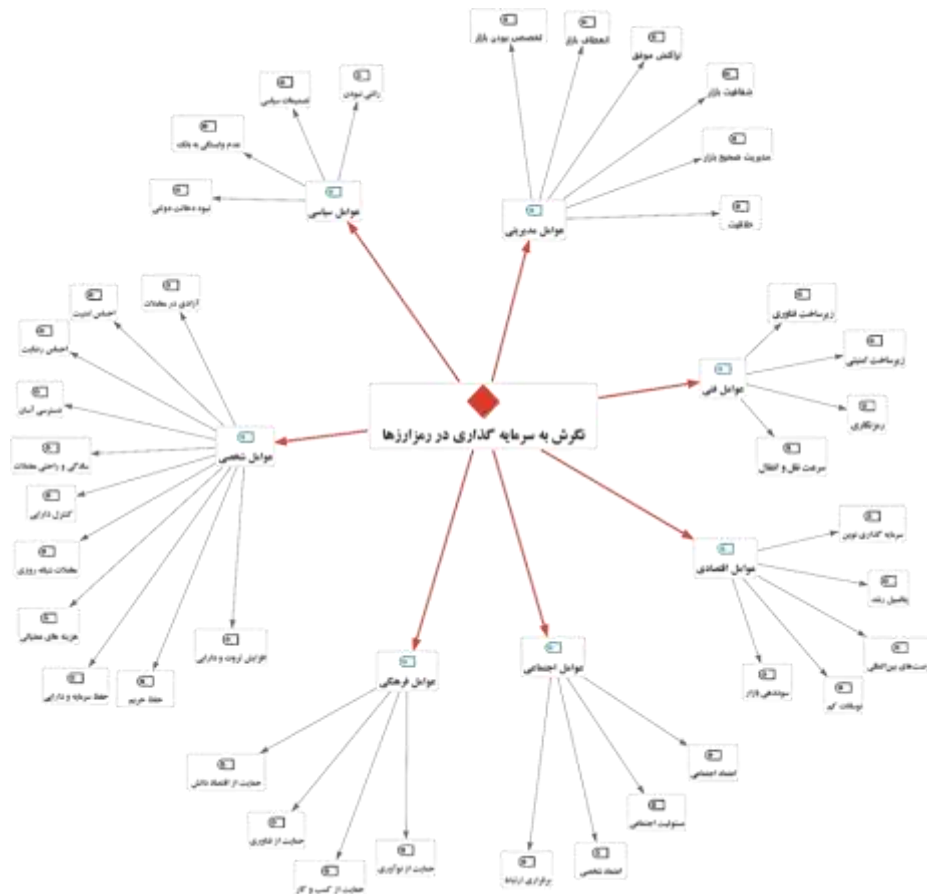 تخصصی بودن بازار
انعطاف بازار
تراکنش موفق
شفافیت بازار
مدیریت صحیح بازار
خلاقیت
عوامل مدیریتی
رانتی نبودن
تصمیمات سیاسی
عدم وابستگی به بانک
نبود دخالت دولتی
عوامل سیاسی
زیرساخت فناوری
زیرساخت امنیتی
رمزنگاری
سرعت نقل و انتقال
عوامل فنی
نگرش به سرمایه گذاری در رمزارزها
آزادی در معاملات
احساس امنیت
احساس رضایت
دسترسی آسان
سادگی و راحتی معاملات
کنترل دارایی
معاملات شبانه روزی
هزینه های معاملاتی
حفظ سرمایه و دارایی
حفظ حریم
افزایش ثروت و دارایی
عوامل شخصی
سرمایه گذاری نوین
پتانسیل رشد
بین‌المللی
نوسانات کم
سوددهی بازار
عوامل اقتصادی
عوامل اجتماعی
اعتماد اجتماعی
مسئولیت اجتماعی
اعتماد شخصی
برقراری ارتباط
عوامل فرهنگی
حمایت از اقتصاد دانش
حمایت از فناوری
حمایت از کسب و کار
حمایت از نوآوری